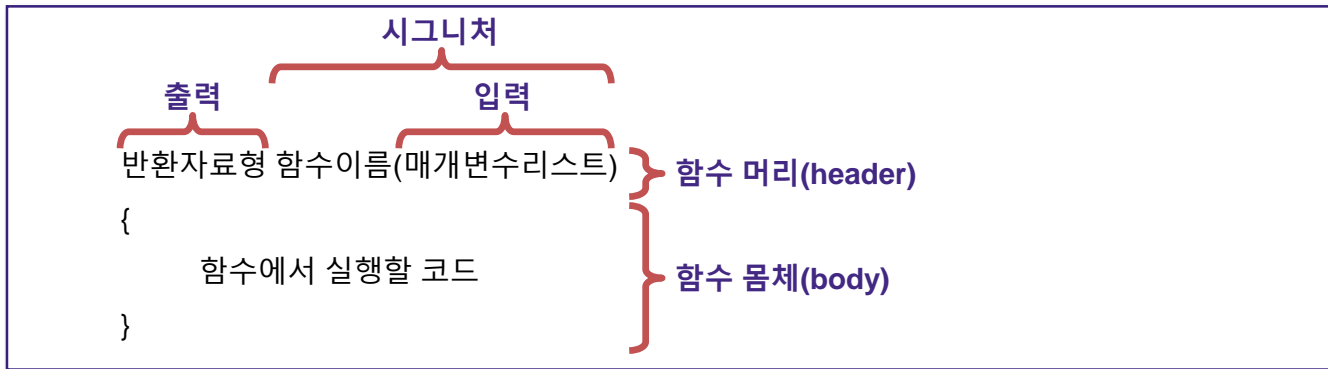 시그니처
출력 입력
반환자료형 함수이름(매개변수리스트) 함수 머리(header)
{
함수에서 실행할 코드 함수 몸체(body)
}